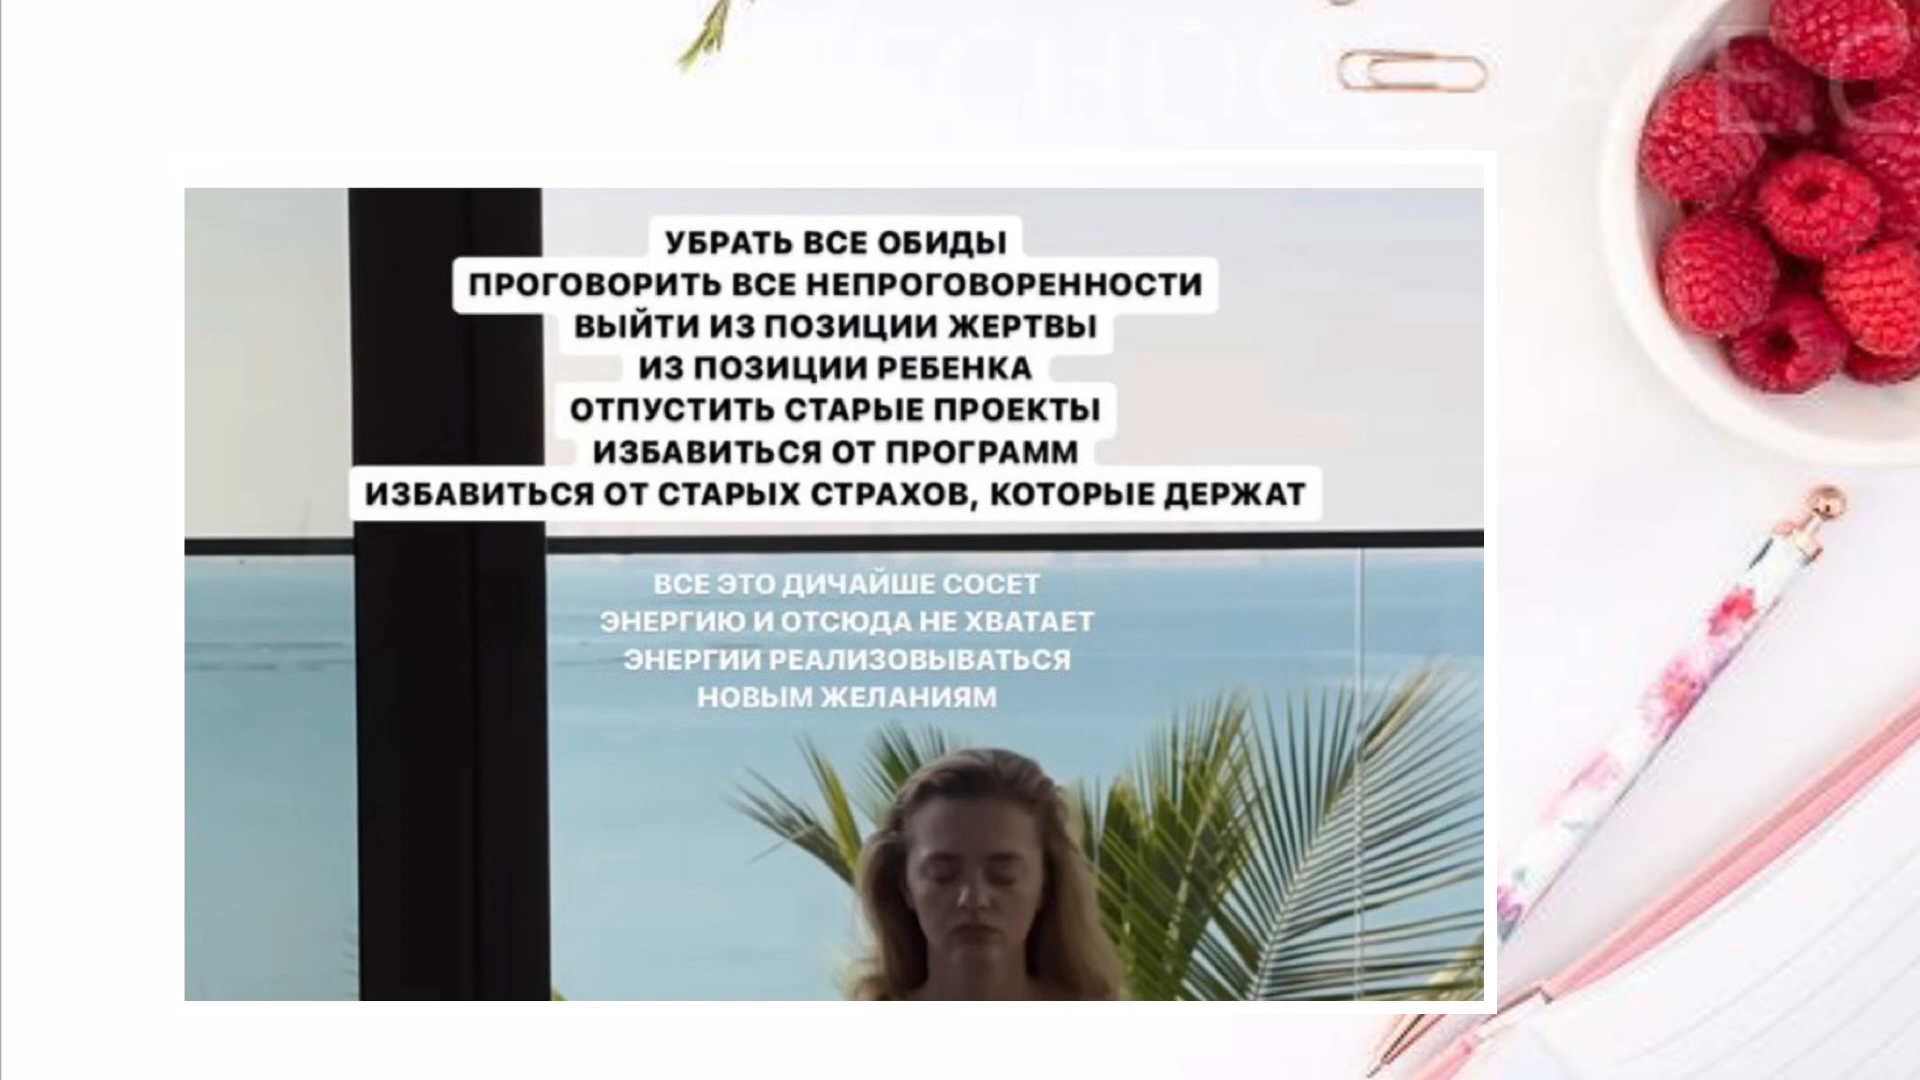 УБРАТЬ ВСЕ ОБИДЫ
ПРОГОВОРИТЬ ВСЕ НЕПРОГОВОРЕННОСТИ
ВЫЙТИ ИЗ ПОЗИЦИИ ЖЕРТВЫ
ИЗ ПОЗИЦИИ РЕБЕНКА
ОТПУСТИТЬ СТАРЫЕ ПРОЕКТЫ
ИЗБАВИТЬСЯ ОТ ПРОГРАММ
ИЗБАВИТЬСЯ ОТ СТАРЫХ СТРАХОВ, КОТОРЫЕ ДЕРЖАТ
ВСЕ ЭТО ДИЧАЙШЕ СОСЕТ
ЭНЕРГИЮ И ОТСЮДА НЕ ХВАТАЕТ
ЭНЕРГИИ РЕАЛИЗОВЫВАТЬСЯ
НОВЫМ ЖЕЛАНИЯМ